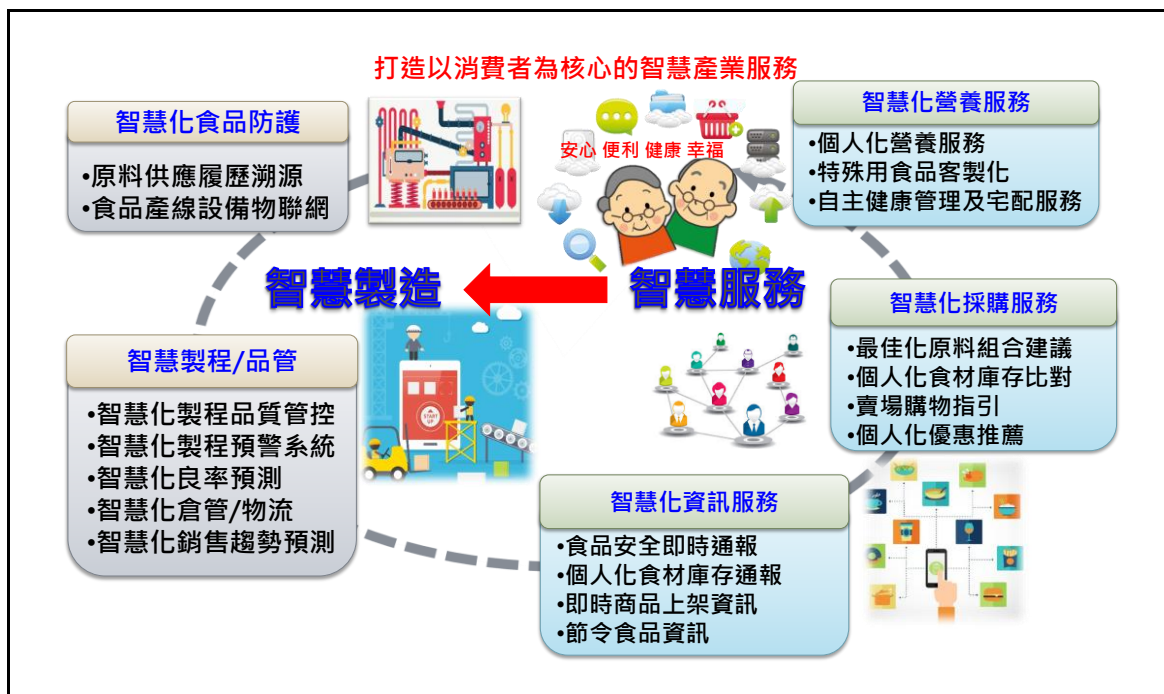 打造以消費者為核心的智慧產業服務
智慧化食品防護
•原料供應履歷溯源
•食品產線設備物聯網
安心 便利 健康 幸福
智慧化營養服務
•個人化營養服務
•特殊用食品客製化
•自主健康管理及宅配服務
智慧製造
智慧服務
智慧化採購服務
•最佳化原料組合建議
•個人化食材庫存比對
•賣場購物指引
•個人化優惠推薦
智慧製程/品管
•智慧化製程品質管控
•智慧化製程預警系統
•智慧化良率預測
•智慧化倉管/物流
•智慧化銷售趨勢預測
START
UP
智慧化資訊服務
•食品安全即時通報
•個人化食材庫存通報
•即時商品上架資訊
•節令食品資訊